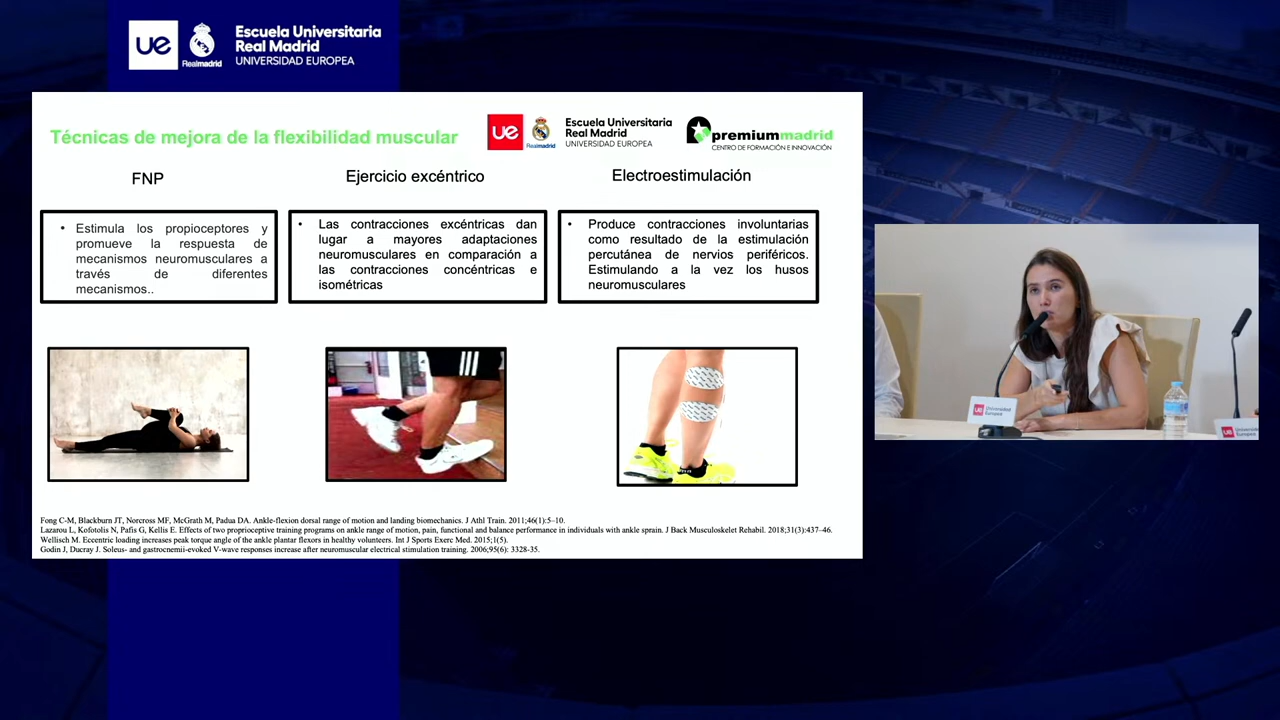 ue
Realmadrid
Escuela Universitaria
Real Madrid
UNIVERSIDAD EUROPEA
Técnicas de mejora de la flexibilidad muscular
ue
Realmadrid
Escuela Universitaria
Real Madrid
UNIVERSIDAD EUROPEA
premiummadrid
CENTRO DE FORMACIÓN E INNOVACIÓN
FNP
• Estimula los propioceptores y
promueve la respuesta de
mecanismos neuromusculares a
través de diferentes
mecanismos..
Ejercicio excéntrico
• Las contracciones excéntricas dan
lugar a mayores adaptaciones
neuromusculares en comparación a
las contracciones concéntricas e
isométricas
Electroestimulación
• Produce contracciones involuntarias
como resultado de la estimulación
percutánea de nervios periféricos.
Estimulando a la vez los husos
neuromusculares
Fong C-M, Blackburn JT, Norcross MF, McGrath M, Padua DA. Ankle-flexion dorsal range of motion and landing biomechanics. J Athl Train. 2011;46(1):5–10.
Lazarou L, Kofotolis N, Pafis G, Kellis E. Effects of two proprioceptive training programs on ankle range of motion, pain, functional and balance performance in individuals with ankle sprain. J Back Musculoskelet Rehabil. 2018;31(3):437–46.
Wellisch M. Eccentric loading increases peak torque angle of the ankle plantar flexors in healthy volunteers. Int J Sports Exerc Med. 2015;1(5).
Godin J, Ducray J. Soleus- and gastrocnemii-evoked V-wave responses increase after neuromuscular electrical stimulation training. 2006;95(6): 3328-35.
ue Universidad
Europea
ue Universidad
Europea